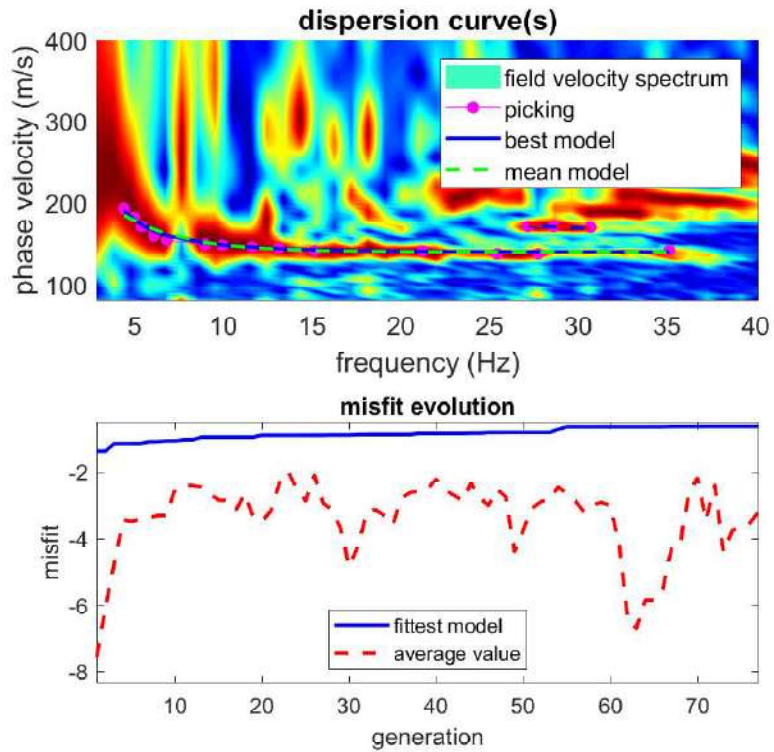 dispersion curve(s)
phase velocity (m/s)
400
300
200
100
field velocity spectrum
picking
best model
mean model
5 10 15 20 25 30 35 40
frequency (Hz)
misfit evolution
misfit
-2
-4
-6
-8
fittest model
average value
10 20 30 40 50 60 70
generation